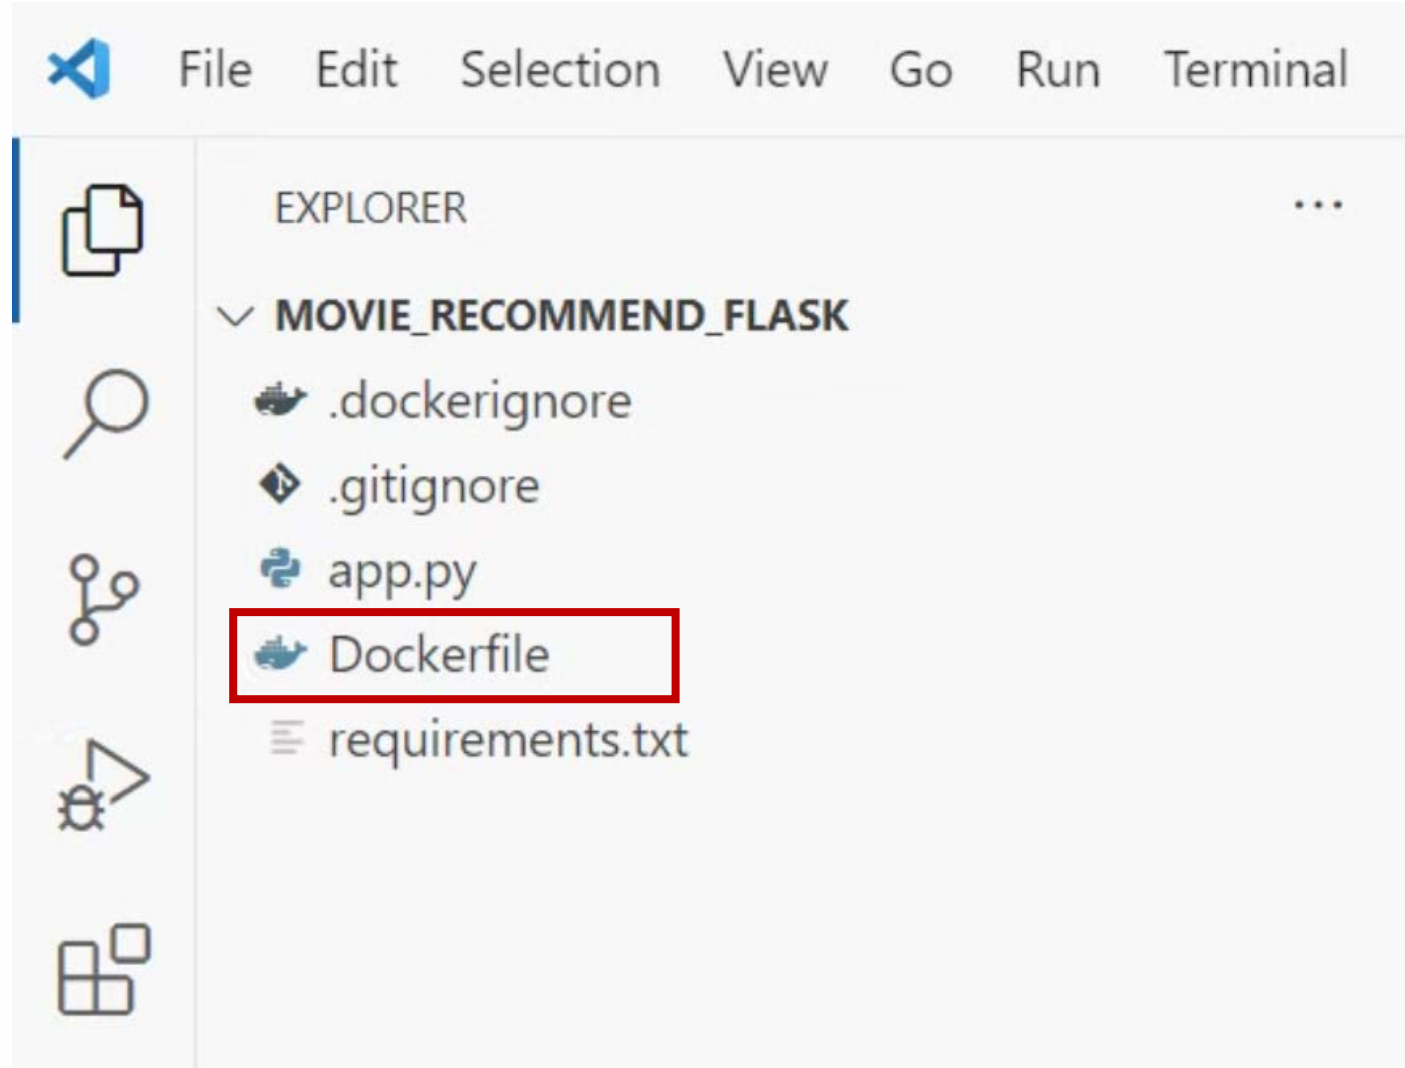 File Edit Selection View Go Run Terminal
EXPLORER
MOVIE_RECOMMEND_FLASK
.dockerignore
.gitignore
app.py
Dockerfile
requirements.txt